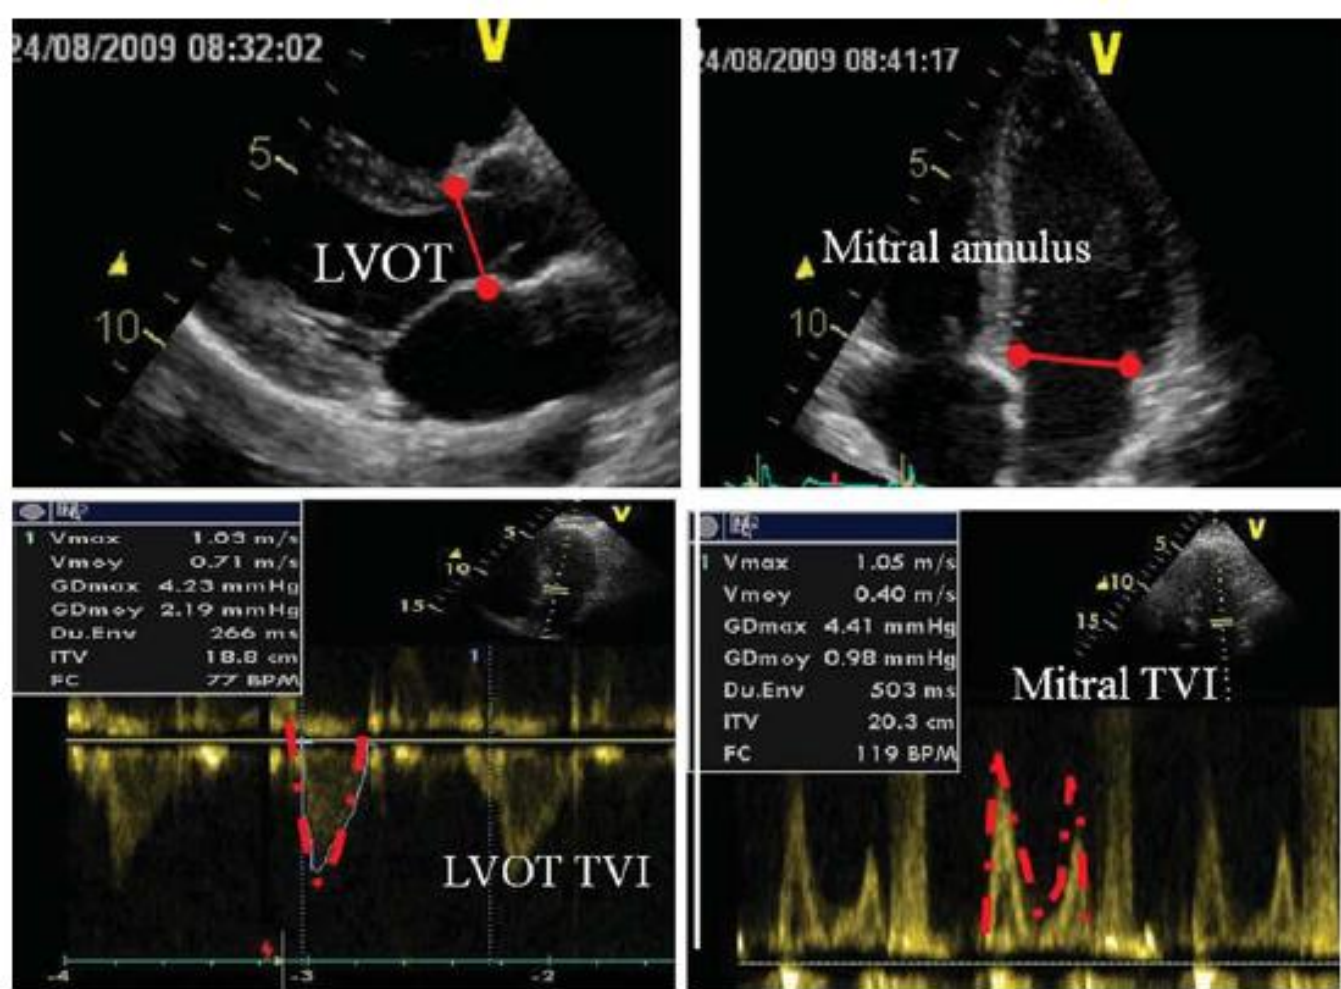 24/08/2009 08:32:02
V
5
LVOT
10
24/08/2009 08:41:17
V
5
Mitral annulus
10
1 Vmax 1.03 m/s
Vmoy 0.71 m/s
GDmax 4.23 mmHg
GDmoy 2.19 mmHg
Du.Env 266 ms
ITV 18.8 cm
FC 77 BPM
V
5
10
15
1
LVOT TVI
-4 -3 -2
1 Vmax 1.05 m/s
Vmoy 0.40 m/s
GDmax 4.41 mmHg
GDmoy 0.98 mmHg
Du.Env 503 ms
ITV 20.3 cm
FC 119 BPM
V
5
10
15
Mitral TVI